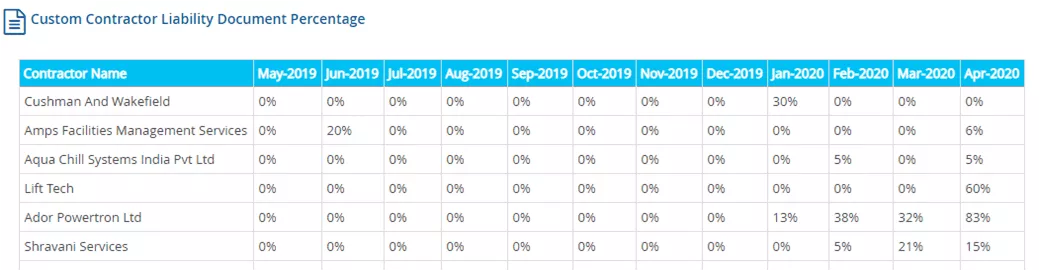 Custom Contractor Liability Document Percentage
Contractor Name May-2019 Jun-2019 Jul-2019 Aug-2019 Sep-2019 Oct-2019 Nov-2019 Dec-2019 Jan-2020 Feb-2020 Mar-2020 Apr-2020
Cushman And Wakefield 0% 0% 0% 0% 0% 0% 0% 0% 30% 0% 0% 0%
Amps Facilities Management Services 0% 20% 0% 0% 0% 0% 0% 0% 0% 0% 0% 6%
Aqua Chill Systems India Pvt Ltd 0% 0% 0% 0% 0% 0% 0% 0% 0% 5% 0% 5%
Lift Tech 0% 0% 0% 0% 0% 0% 0% 0% 0% 0% 0% 60%
Ador Powertron Ltd 0% 0% 0% 0% 0% 0% 0% 0% 13% 38% 32% 83%
Shravani Services 0% 0% 0% 0% 0% 0% 0% 0% 0% 5% 21% 15%